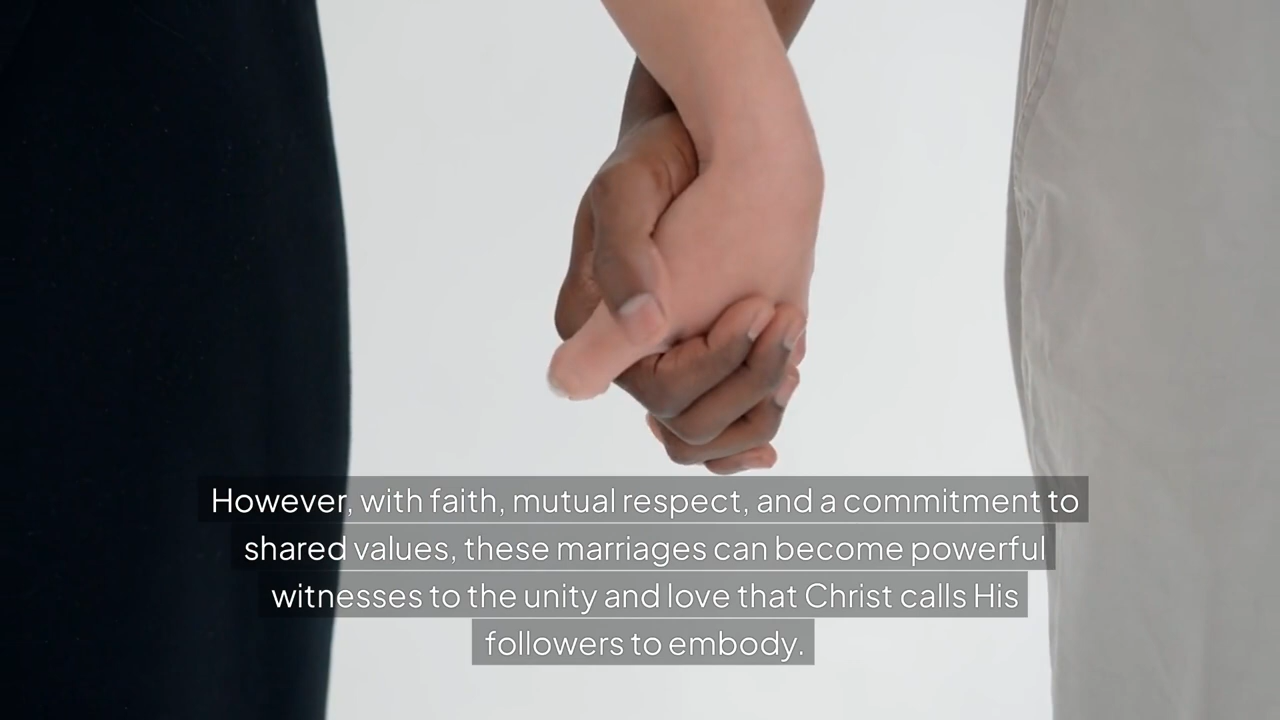 However, with faith, mutual respect, and a commitment to
shared values, these marriages can become powerful
witnesses to the unity and love that Christ calls His
followers to embody.